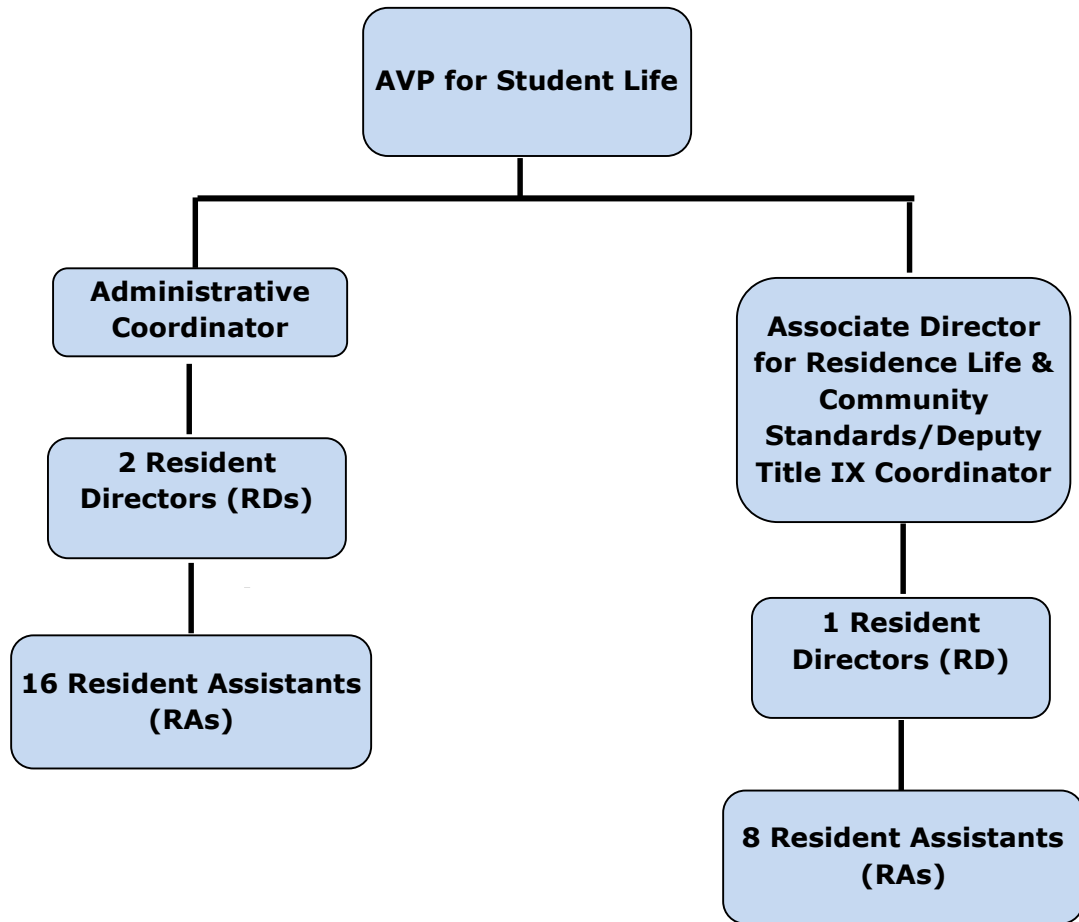 AVP for Student Life
Administrative
Coordinator
2 Resident
Directors (RDs)
16 Resident Assistants
(RAs)
Associate Director
for Residence Life &
Community
Standards/Deputy
Title IX Coordinator
1 Resident
Directors (RD)
8 Resident Assistants
(RAs)